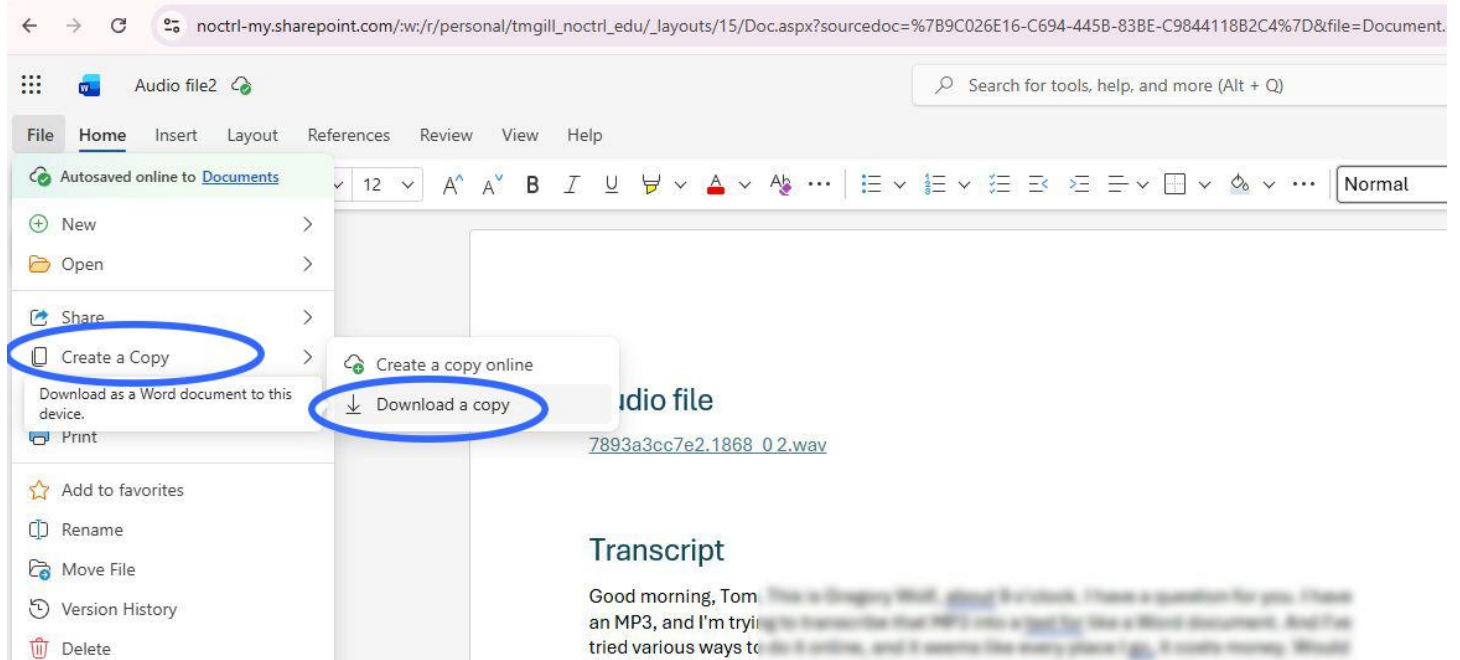 noctrl-my.sharepoint.com/:w:/r/personal/tmgill_noctrl_edu/_layouts/15/Doc.aspx?sourcedoc=%7B9C026E16-C694-445B-83BE-C9844118B2C4%7D&file=Document.
Audio file2
Search for tools, help, and more (Alt + Q)
File Home Insert Layout References Review View Help
Autosaved online to Documents
12 A^ A˅ B I U A Ab ... ... Normal
New
Open
Share
Create a Copy
Create a copy online
Download as a Word document to this
device.
Download a copy
Print
Add to favorites
Rename
Move File
Version History
Delete
udio file
7893a3cc7e2.1868_0 2.wav
Transcript
Good morning, Tom
an MP3, and I'm tryi
tried various ways to